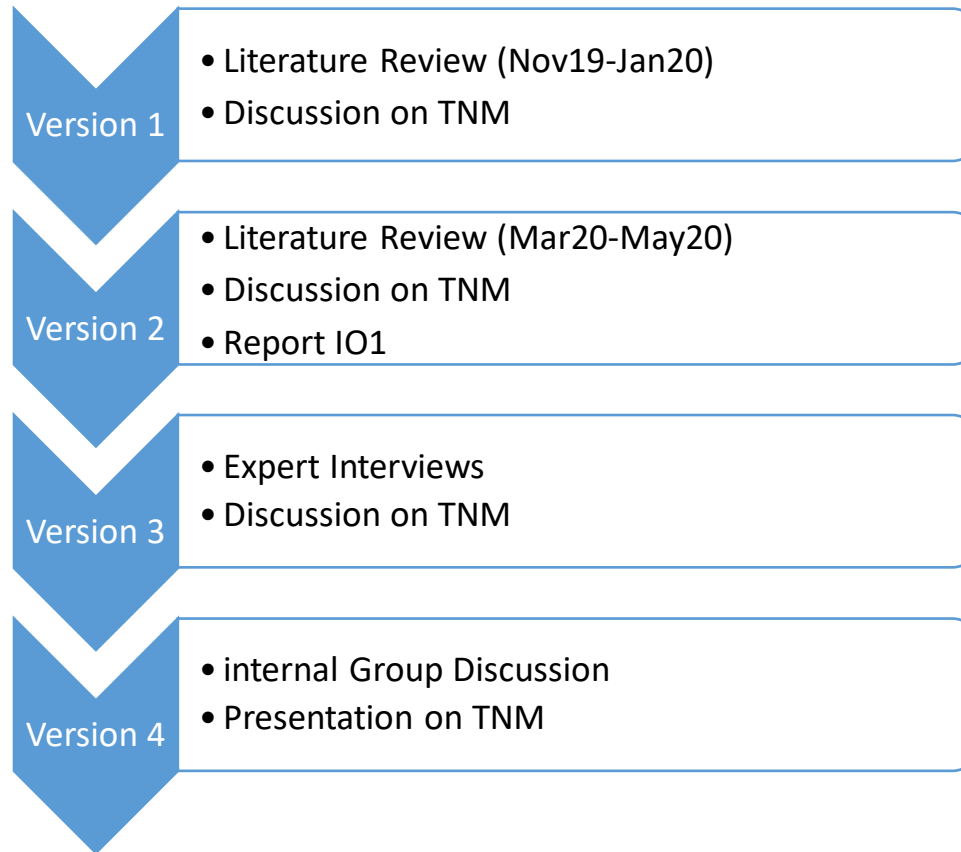 Version 1
• Literature Review (Nov19-Jan20)
• Discussion on TNM
Version 2
• Literature Review (Mar20-May20)
• Discussion on TNM
• Report IO1
Version 3
• Expert Interviews
• Discussion on TNM
Version 4
• internal Group Discussion
• Presentation on TNM